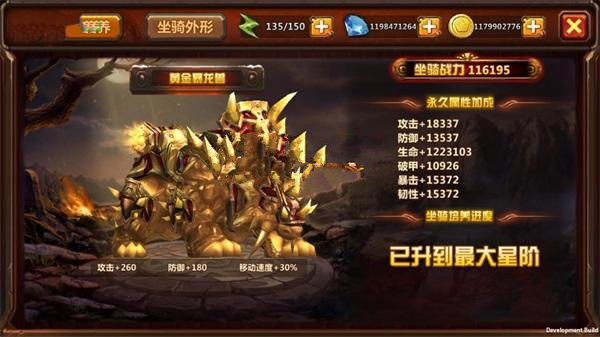 营养
坐骑外形
135/150
1198471264
1179902776
黄金暴龙兽
坐骑战力 116195
永久属性加成
攻击+18337
防御+13537
生命+1223103
破甲+10926
暴击+15372
韧性+15372
坐骑培养进度
已升到最大星阶
攻击+260
防御+180
移动速度+30%
Development Build